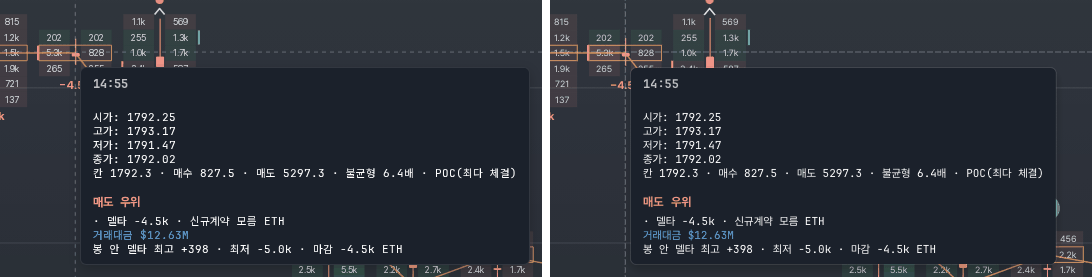 815 1.1k 569
1.2k 202 202 255 1.3k
1.5k 5.3k 828 1.0k 1.7k
1.9k 265
721 -4.5
137
k
14:55
시가: 1792.25
고가: 1793.17
저가: 1791.47
종가: 1792.02
칸 1792.3 · 매수 827.5 · 매도 5297.3 · 불균형 6.4배 · POC(최다 체결)
매도 우위
· 델타 -4.5k · 신규계약 모름 ETH
거래대금 $12.63M
봉 안 델타 최고 +398 · 최저 -5.0k · 마감 -4.5k ETH
2.5k 5.5k 2.2k 2.7k 2.4k 1.7k
815 1.1k 569
1.2k 202 202 255 1.3k
1.5k 5.3k 828 1.0k 1.7k
1.9k 265
721 -4.5
137
k
14:55
시가: 1792.25
고가: 1793.17
저가: 1791.47
종가: 1792.02
칸 1792.3 · 매수 827.5 · 매도 5297.3 · 불균형 6.4배 · POC(최다 체결)
매도 우위
· 델타 -4.5k · 신규계약 모름 ETH
거래대금 $12.63M
봉 안 델타 최고 +398 · 최저 -5.0k · 마감 -4.5k ETH
456
2.2k
2.5k 5.5k 2.2k 2.7k 2.4k 1.7k